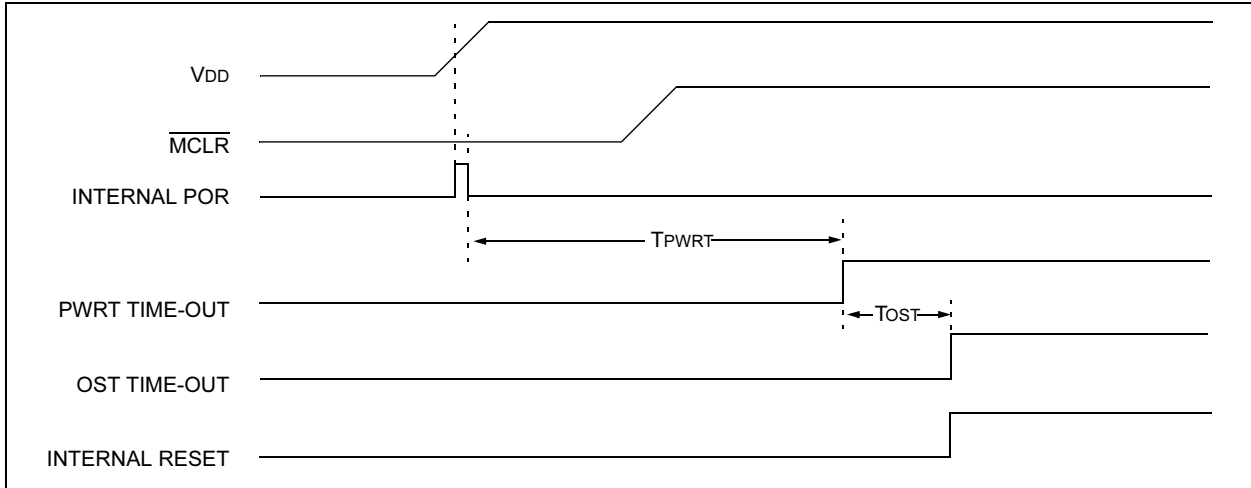 VDD
MCLR
INTERNAL POR
TPWRT
PWRT TIME-OUT
TOST
OST TIME-OUT
INTERNAL RESET